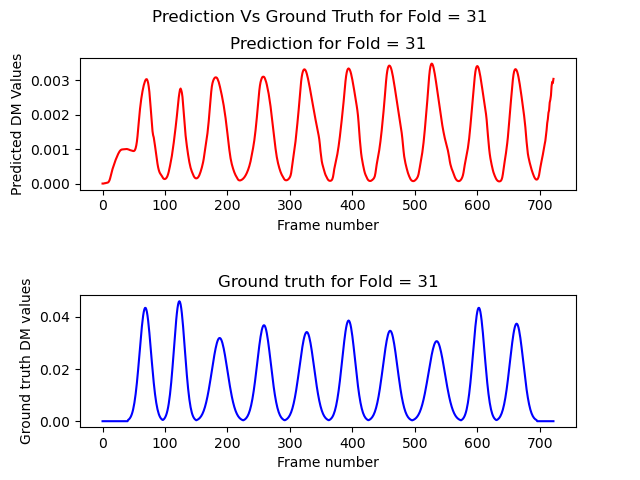 Prediction Vs Ground Truth for Fold = 31
Prediction for Fold = 31
Predicted DM Values
0.003
0.002
0.001
0.000
0 100 200 300 400 500 600 700
Frame number
Ground truth for Fold = 31
Ground truth DM values
0.04
0.02
0.00
0 100 200 300 400 500 600 700
Frame number